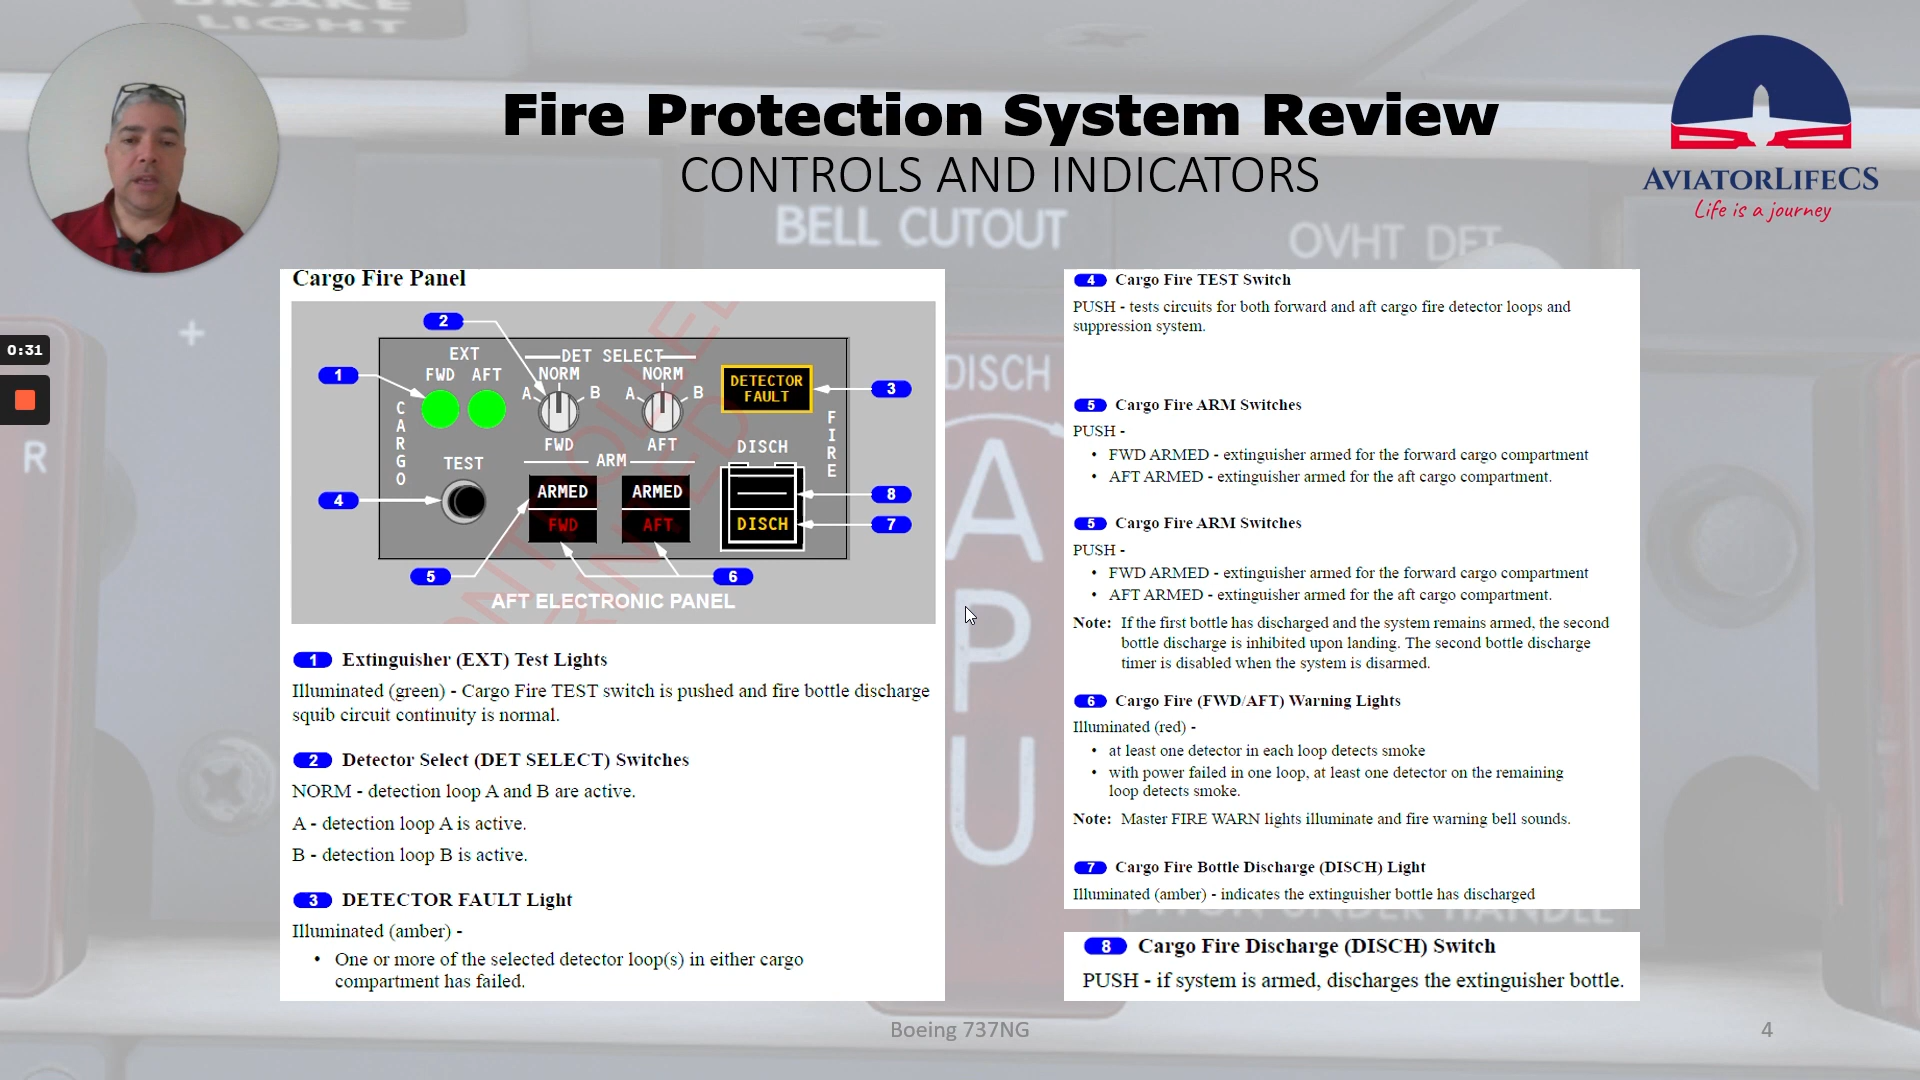 BRAKE
LIGHT
Fire Protection System Review
CONTROLS AND INDICATORS
AVIATORLIFECS
Life is a journey
BELL CUTOUT
OVHT DET
0:31
R
DISCH
A
P
U
Cargo Fire Panel
2
1
EXT
FWD AFT
DET SELECT
NORM
A
B
FWD
NORM
A
B
AFT
DETECTOR
FAULT
3
CARGO
FIRE
TEST
4
ARM
ARMED
FWD
ARMED
AFT
DISCH
DISCH
8
7
5
6
AFT ELECTRONIC PANEL
1 Extinguisher (EXT) Test Lights
Illuminated (green) - Cargo Fire TEST switch is pushed and fire bottle discharge
squib circuit continuity is normal.
2 Detector Select (DET SELECT) Switches
NORM - detection loop A and B are active.
A - detection loop A is active.
B - detection loop B is active.
3 DETECTOR FAULT Light
Illuminated (amber) -
• One or more of the selected detector loop(s) in either cargo
compartment has failed.
4 Cargo Fire TEST Switch
PUSH - tests circuits for both forward and aft cargo fire detector loops and
suppression system.
5 Cargo Fire ARM Switches
PUSH -
• FWD ARMED - extinguisher armed for the forward cargo compartment
• AFT ARMED - extinguisher armed for the aft cargo compartment.
5 Cargo Fire ARM Switches
PUSH -
• FWD ARMED - extinguisher armed for the forward cargo compartment
• AFT ARMED - extinguisher armed for the aft cargo compartment.
Note: If the first bottle has discharged and the system remains armed, the second
bottle discharge is inhibited upon landing. The second bottle discharge
timer is disabled when the system is disarmed.
6 Cargo Fire (FWD/AFT) Warning Lights
Illuminated (red) -
• at least one detector in each loop detects smoke
• with power failed in one loop, at least one detector on the remaining
loop detects smoke.
Note: Master FIRE WARN lights illuminate and fire warning bell sounds.
7 Cargo Fire Bottle Discharge (DISCH) Light
Illuminated (amber) - indicates the extinguisher bottle has discharged
UNDER HANDLE
8 Cargo Fire Discharge (DISCH) Switch
PUSH - if system is armed, discharges the extinguisher bottle.
Boeing 737NG
4